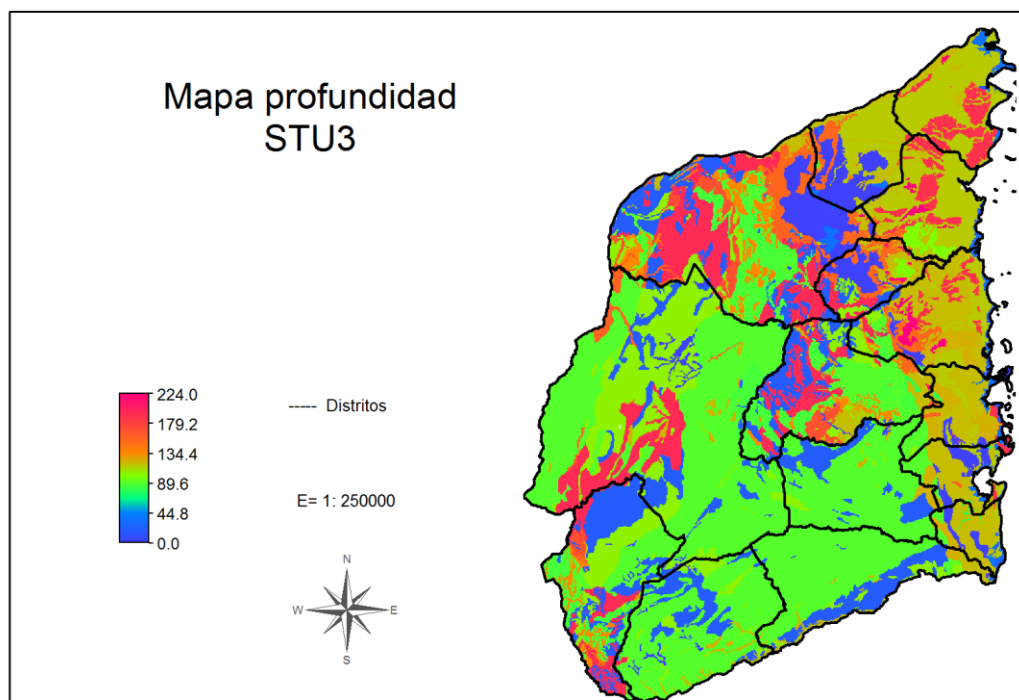 Mapa profundidad
STU3
224.0
179.2
134.4
89.6
44.8
0.0
Distritos
E= 1: 250000
N
W
E
S